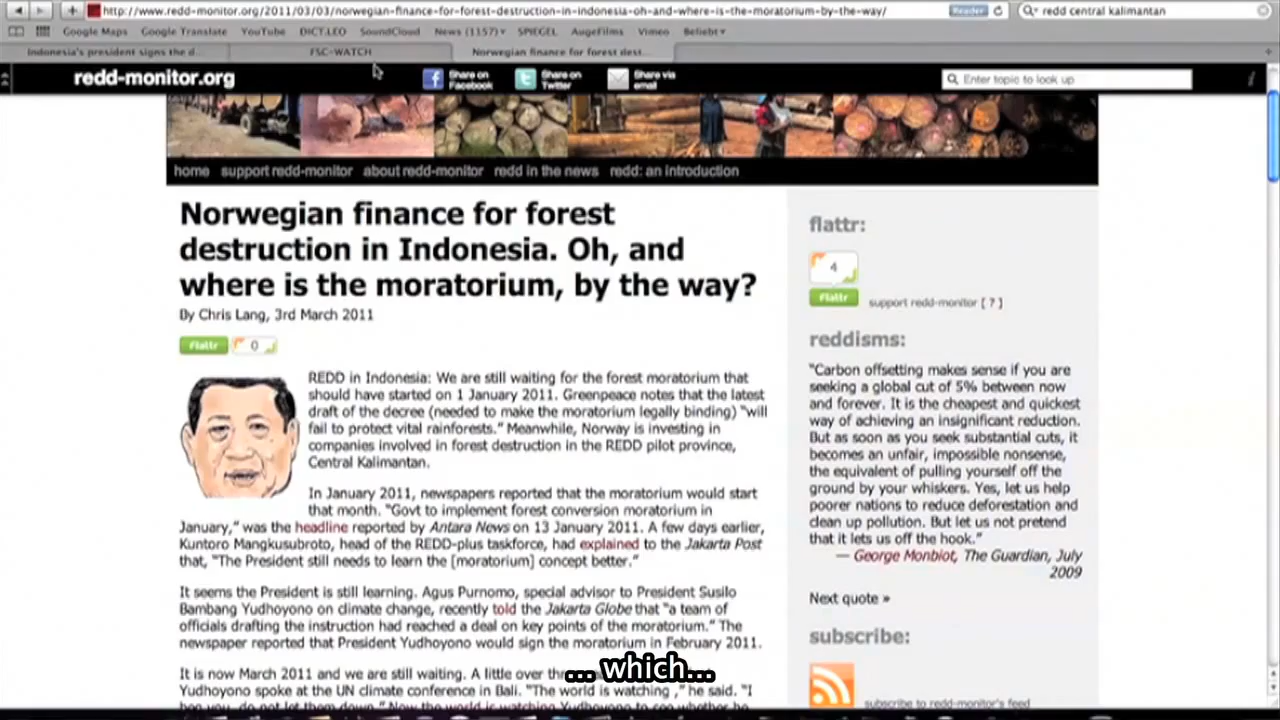 http://www.redd-monitor.org/2011/03/03/norwegian-finance-for-forest-destruction-in-indonesia-oh-and-where-is-the-moratorium-by-the-way/
Reader
redd central kalimantan
Google Maps Google Translate YouTube DICT.LEO SoundCloud News (1157) SPIEGEL AugeFilms Vimeo Beliebt
Indonesia's president signs the d...
FSC-WATCH
Norwegian finance for forest dest...
redd-monitor.org
Share on Facebook
Share on Twitter
Share via email
Enter topic to look up
home support redd-monitor about redd-monitor redd in the news redd: an introduction
Norwegian finance for forest
destruction in Indonesia. Oh, and
where is the moratorium, by the way?
By Chris Lang, 3rd March 2011
Flattr 0
REDD in Indonesia: We are still waiting for the forest moratorium that
should have started on 1 January 2011. Greenpeace notes that the latest
draft of the decree (needed to make the moratorium legally binding) "will
fail to protect vital rainforests." Meanwhile, Norway is investing in
companies involved in forest destruction in the REDD pilot province,
Central Kalimantan.
In January 2011, newspapers reported that the moratorium would start
that month. "Govt to implement forest conversion moratorium in
January," was the headline reported by Antara News on 13 January 2011. A few days earlier,
Kuntoro Mangkusubroto, head of the REDD-plus taskforce, had explained to the Jakarta Post
that, "The President still needs to learn the [moratorium] concept better."
It seems the President is still learning. Agus Purnomo, special advisor to President Susilo
Bambang Yudhoyono on climate change, recently told the Jakarta Globe that "a team of
officials drafting the instruction had reached a deal on key points of the moratorium." The
newspaper reported that President Yudhoyono would sign the moratorium in February 2011.
It is now March 2011 and we are still waiting. A little over thr
Yudhoyono spoke at the UN climate conference in Bali. "The world is watching ," he said. "I
beg you, do not let them down." Now the world is watching Yudhoyono to see whether he
flattr:
4
Flattr
support redd-monitor [ ? ]
reddisms:
"Carbon offsetting makes sense if you are
seeking a global cut of 5% between now
and forever. It is the cheapest and quickest
way of achieving an insignificant reduction.
But as soon as you seek substantial cuts, it
becomes an unfair, impossible nonsense,
the equivalent of pulling yourself off the
ground by your whiskers. Yes, let us help
poorer nations to reduce deforestation and
clean up pollution. But let us not pretend
that it lets us off the hook."
— George Monbiot, The Guardian, July
2009
Next quote »
subscribe:
subscribe to redd-monitor's feed
... which...